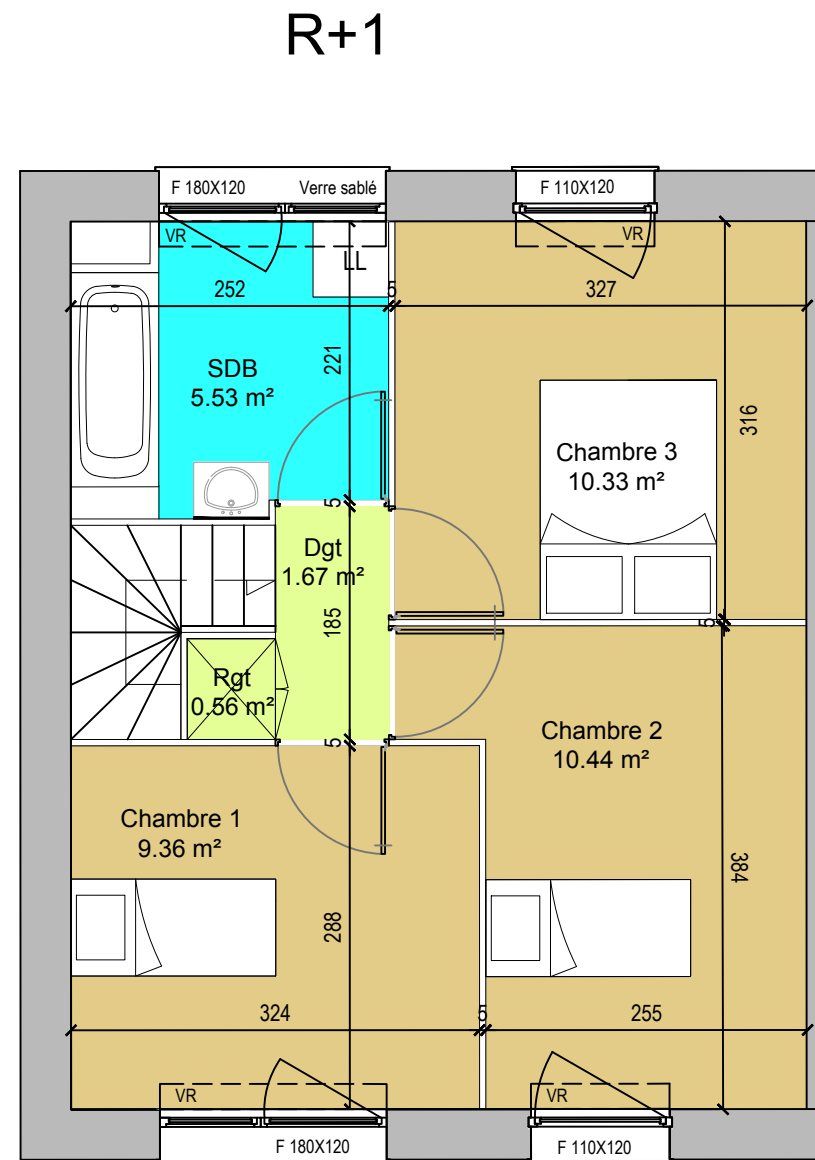 R+1
F 180X120
Verre sablé
F 110X120
VR
VR
LL
252
5
327
221
SDB
5.53 m²
316
Chambre 3
10.33 m²
5
Dgt
1.67 m²
185
5
Rgt
0.56 m²
5
Chambre 2
10.44 m²
Chambre 1
9.36 m²
384
288
324
5
255
VR
VR
F 180X120
F 110X120